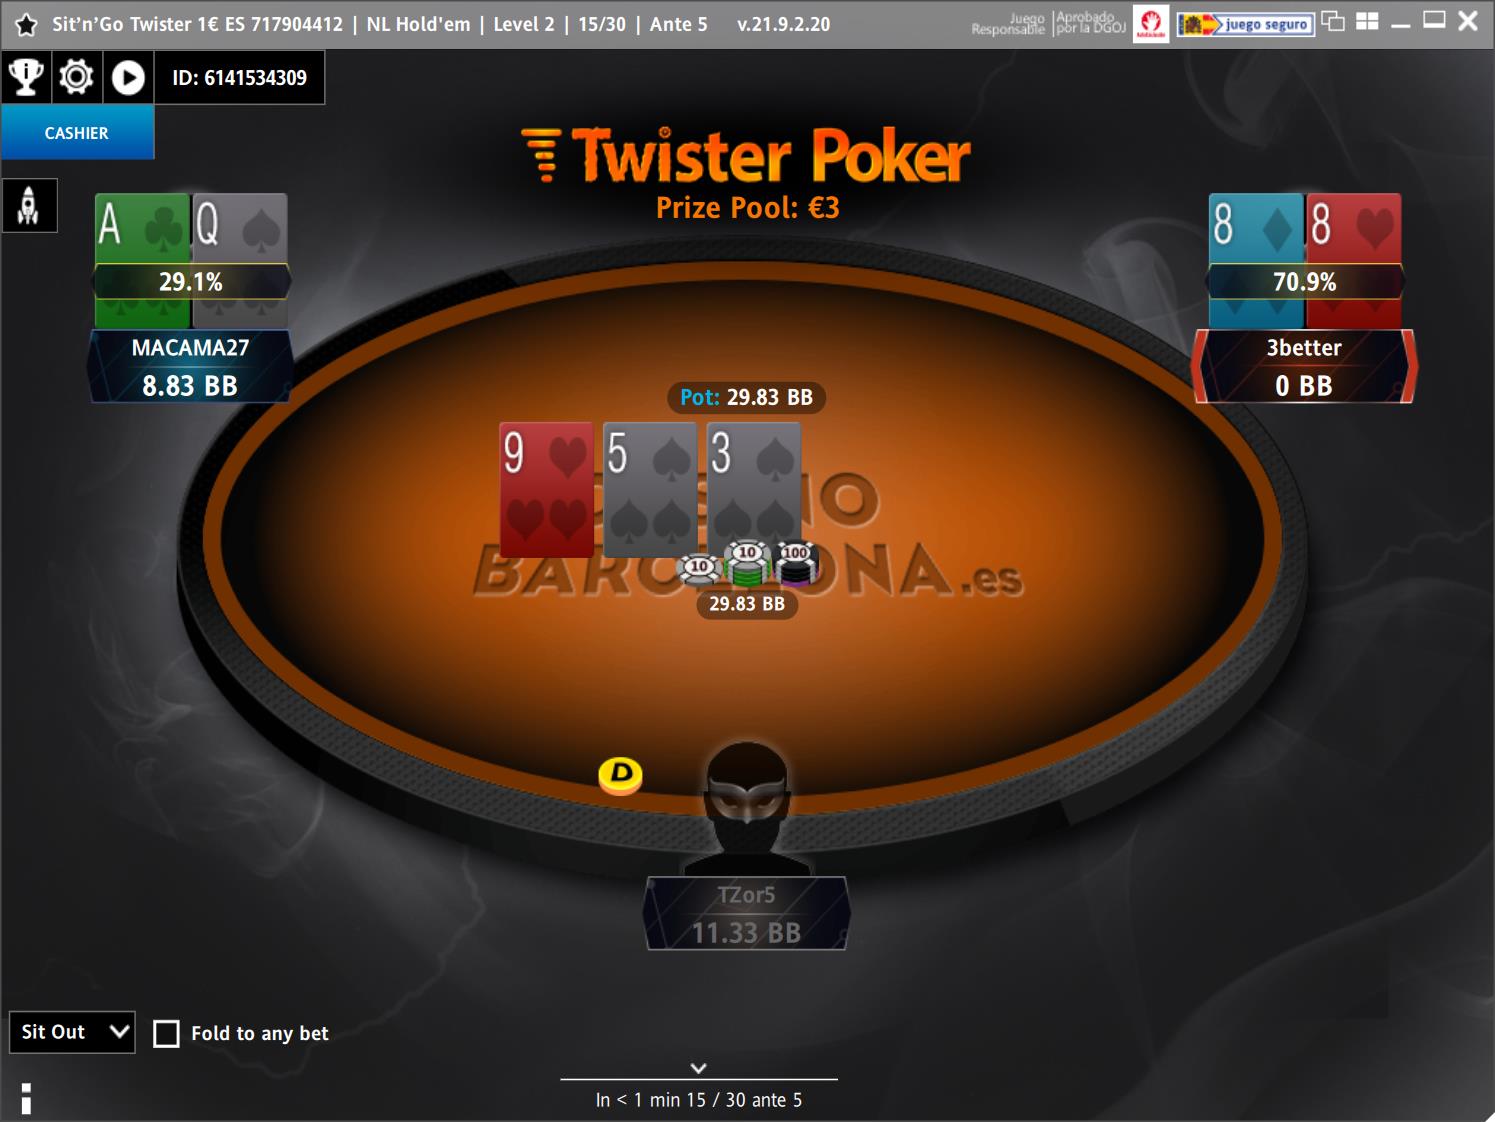 Sit'n'Go Twister 1€ ES 717904412 | NL Hold'em | Level 2 | 15/30 | Ante 5 v.21.9.2.20
Juego Responsable
Aprobado por la DGOJ
juego seguro
ID: 6141534309
CASHIER
Twister Poker
Prize Pool: €3
A Q
29.1%
MACAMA27
8.83 BB
8 8
70.9%
3better
0 BB
Pot: 29.83 BB
9 5 3
BARCELONA.es
10 10 100
29.83 BB
D
TZor5
11.33 BB
Sit Out
Fold to any bet
In < 1 min 15 / 30 ante 5